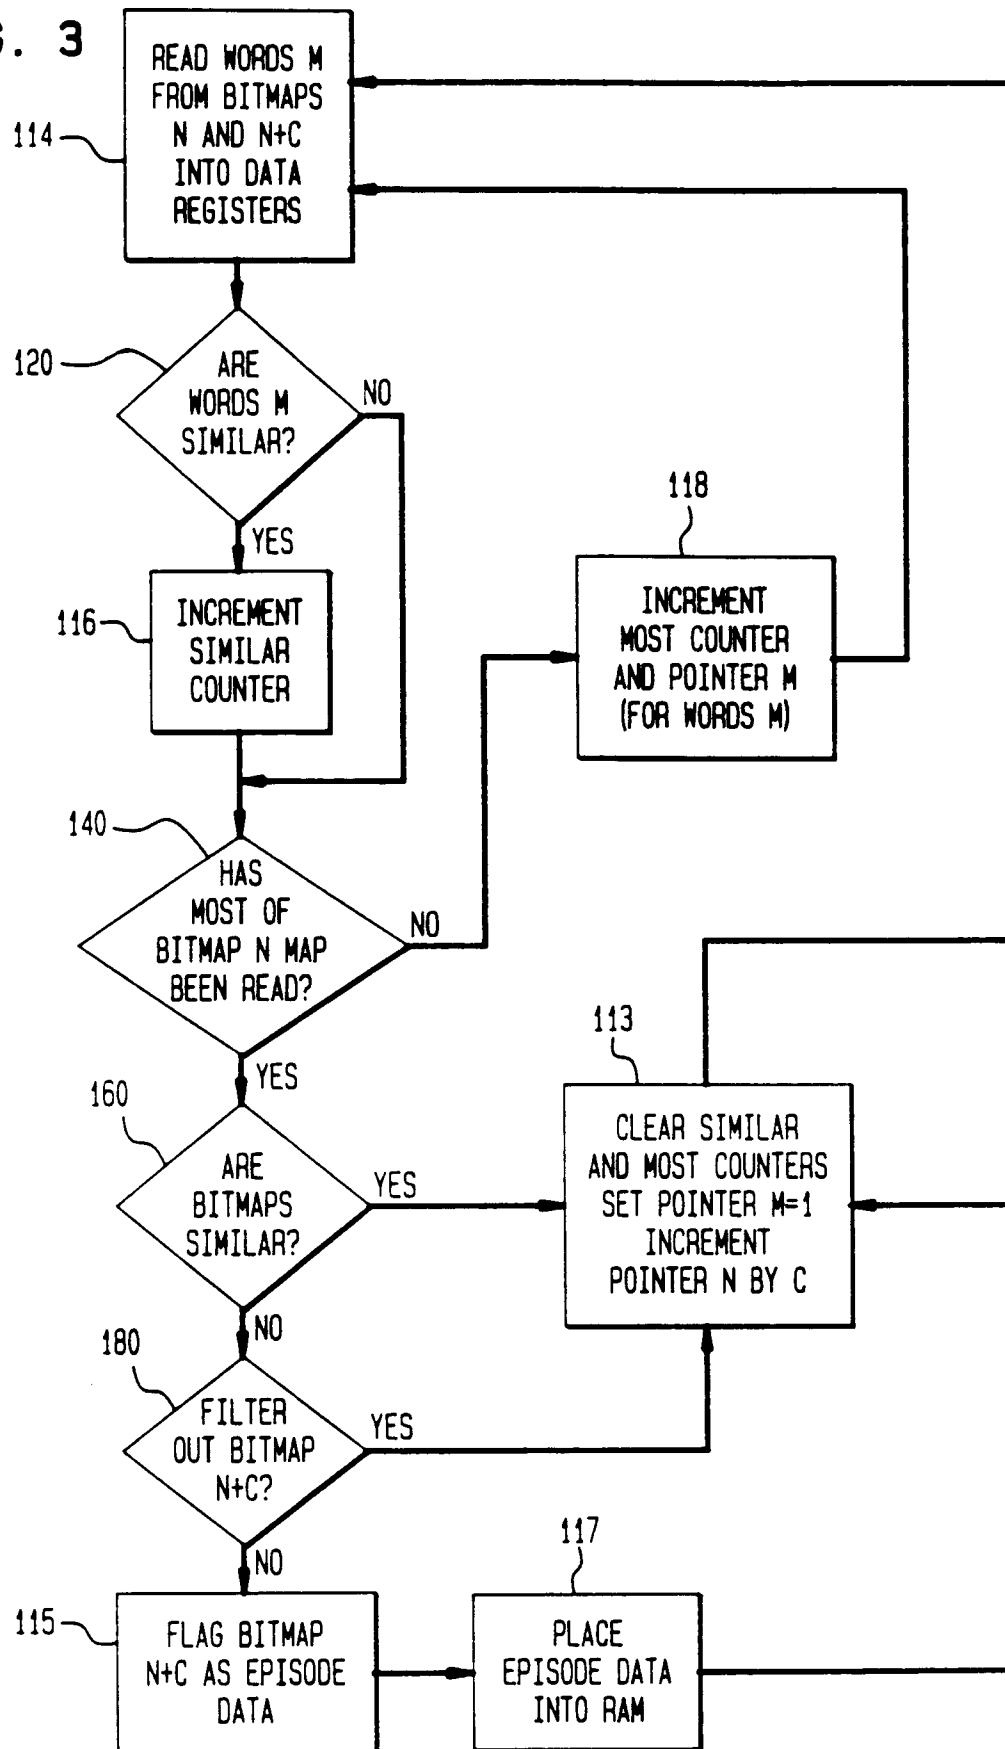 G. 3
READ WORDS M
FROM BITMAPS
N AND N+C
INTO DATA
REGISTERS
114
120
ARE
WORDS M
SIMILAR?
NO
YES
118
116
INCREMENT
SIMILAR
COUNTER
INCREMENT
MOST COUNTER
AND POINTER M
(FOR WORDS M)
140
HAS
MOST OF
BITMAP N MAP
BEEN READ?
NO
YES
113
160
ARE
BITMAPS
SIMILAR?
YES
NO
CLEAR SIMILAR
AND MOST COUNTERS
SET POINTER M=1
INCREMENT
POINTER N BY C
180
FILTER
OUT BITMAP
N+C?
YES
NO
117
115
FLAG BITMAP
N+C AS EPISODE
DATA
PLACE
EPISODE DATA
INTO RAM